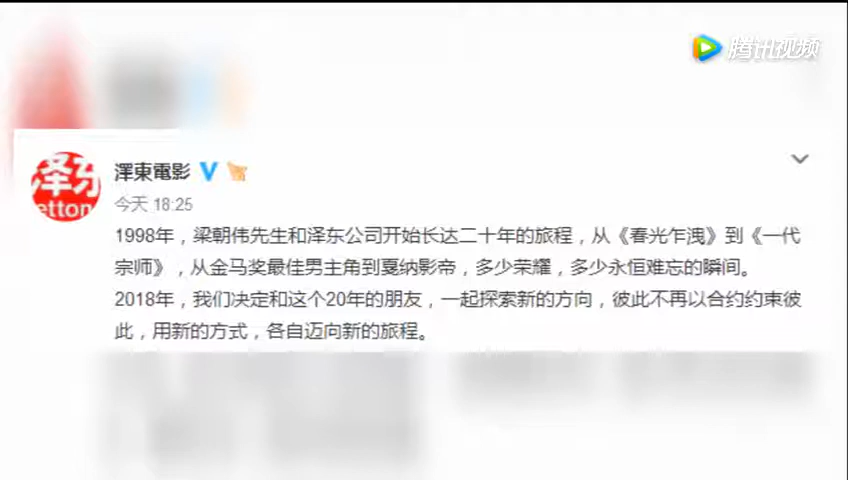 腾讯视频
泽东
etton
澤東電影
今天 18:25
1998年，梁朝伟先生和泽东公司开始长达二十年的旅程，从《春光乍洩》到《一代
宗师》，从金马奖最佳男主角到戛纳影帝，多少荣耀，多少永恒难忘的瞬间。
2018年，我们决定和这个20年的朋友，一起探索新的方向，彼此不再以合约约束彼
此，用新的方式，各自迈向新的旅程。